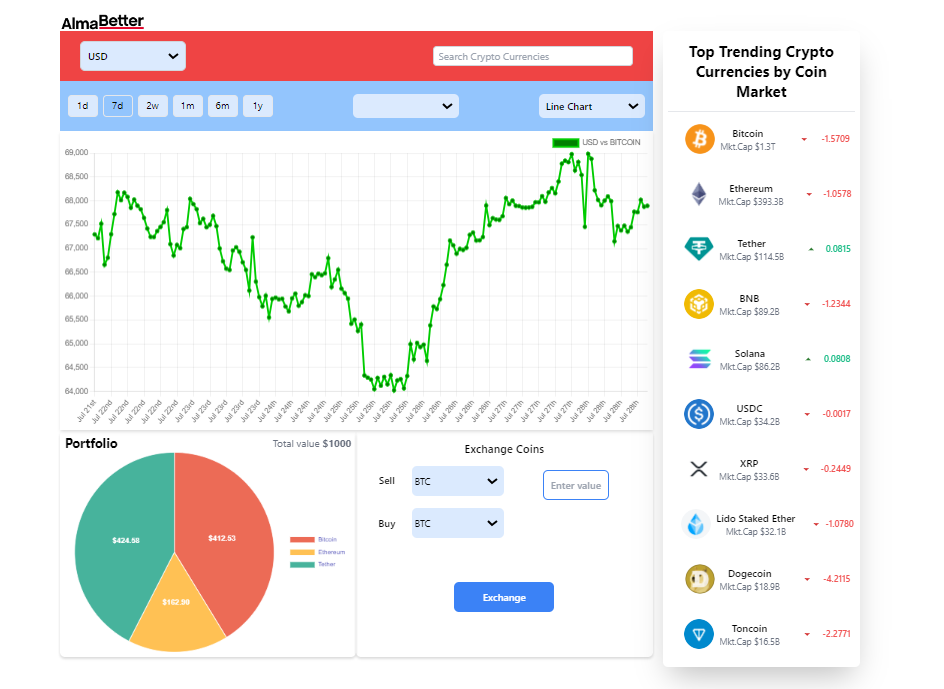 AlmaBetter
USD
Search Crypto Currencies
1d 7d 2w 1m 6m 1y
Line Chart
USD vs BITCOIN
69,000
68,500
68,000
67,500
67,000
66,500
66,000
65,500
65,000
64,500
64,000
Jul 21st Jul 22nd Jul 22nd Jul 22nd Jul 22nd Jul 22nd Jul 23rd Jul 23rd Jul 23rd Jul 23rd Jul 23rd Jul 24th Jul 24th Jul 24th Jul 24th Jul 25th Jul 25th Jul 25th Jul 25th Jul 25th Jul 26th Jul 26th Jul 26th Jul 26th Jul 26th Jul 27th Jul 27th Jul 27th Jul 27th Jul 27th Jul 28th Jul 28th Jul 28th Jul 28th
Portfolio
Total value $1000
$424.58
$412.53
$162.90
Bitcoin
Ethereum
Tether
Exchange Coins
Sell BTC Enter value
Buy BTC
Exchange
Top Trending Crypto
Currencies by Coin
Market
Bitcoin
Mkt.Cap $1.3T
-1.5709
Ethereum
Mkt.Cap $393.3B
-1.0578
Tether
Mkt.Cap $114.5B
0.0815
BNB
Mkt.Cap $89.2B
-1.2344
Solana
Mkt.Cap $86.2B
0.0808
USDC
Mkt.Cap $34.2B
-0.0017
XRP
Mkt.Cap $33.6B
-0.2449
Lido Staked Ether
Mkt.Cap $32.1B
-1.0780
Dogecoin
Mkt.Cap $18.9B
-4.2115
Toncoin
Mkt.Cap $16.5B
-2.2771